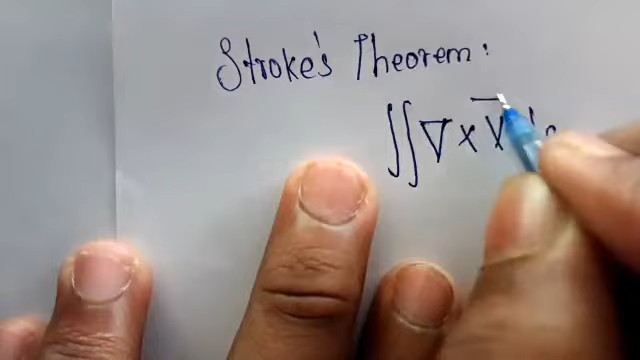 Stroke's Theorem:
∬∇ × V̅